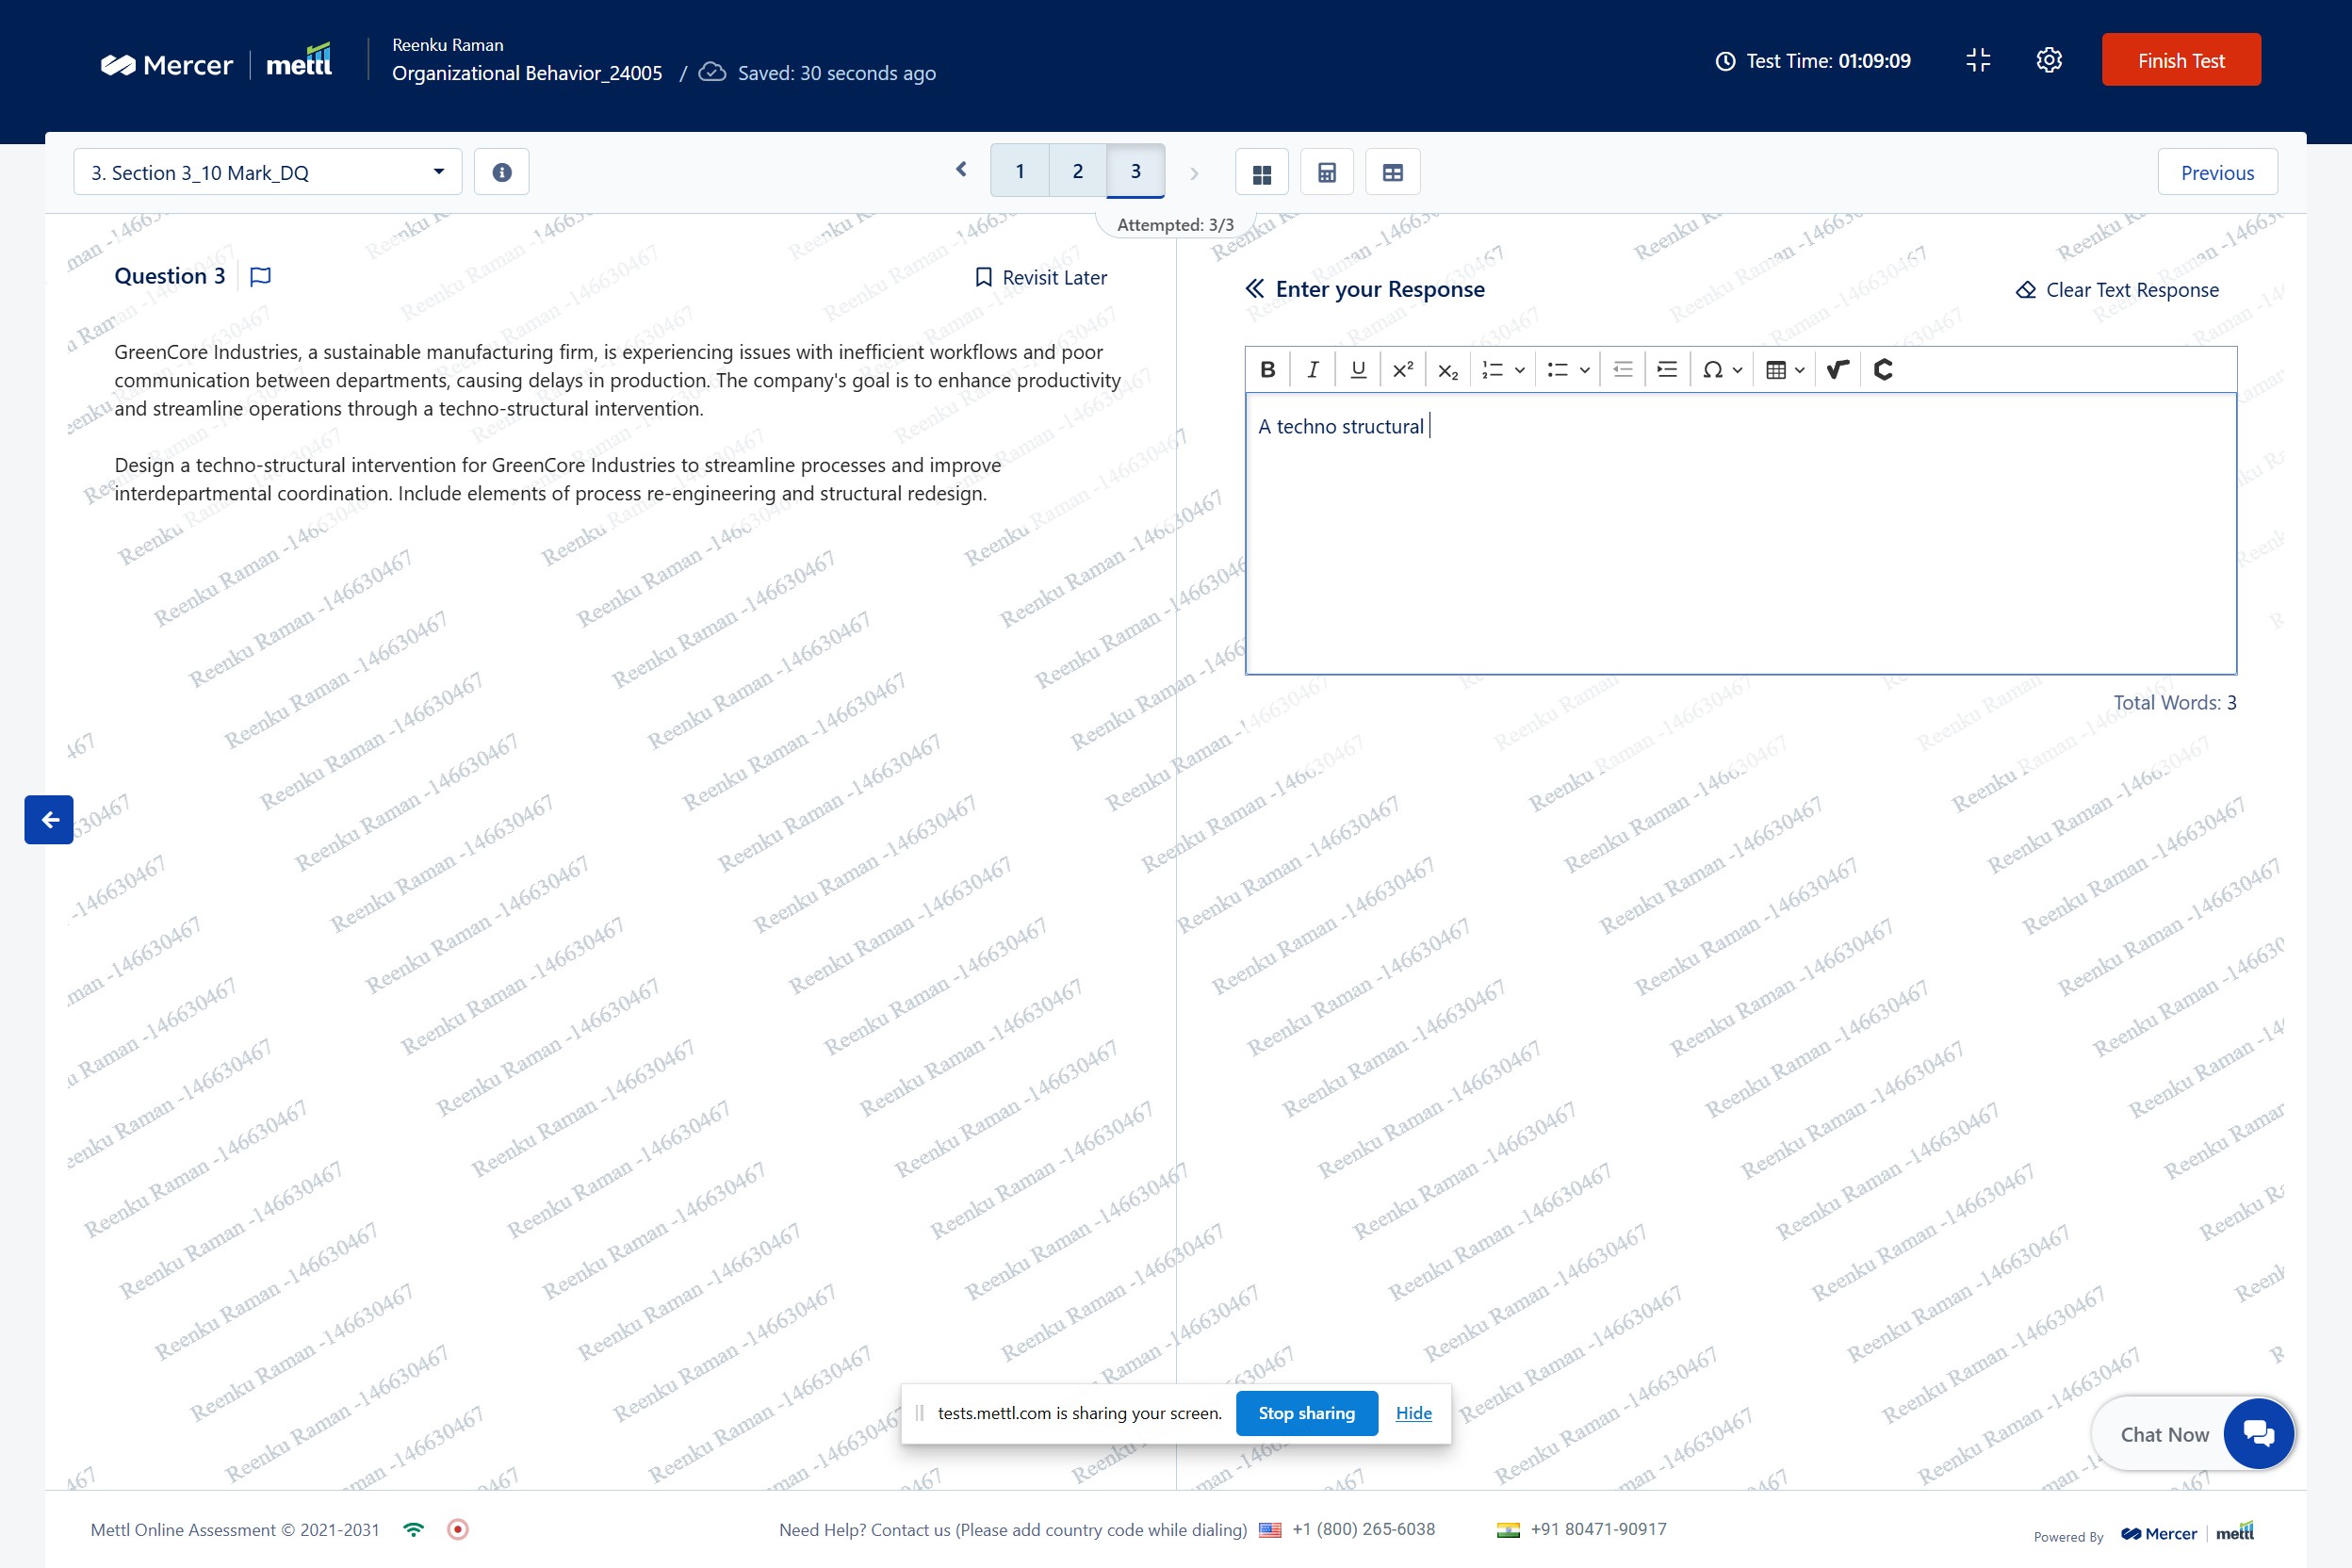 Mercer | mettl
Reenku Raman
Organizational Behavior_24005 / Saved: 30 seconds ago
Test Time: 01:09:09
Finish Test
3. Section 3_10 Mark_DQ
1 2 3
Previous
Attempted: 3/3
Question 3
Revisit Later
GreenCore Industries, a sustainable manufacturing firm, is experiencing issues with inefficient workflows and poor
communication between departments, causing delays in production. The company's goal is to enhance productivity
and streamline operations through a techno-structural intervention.
Design a techno-structural intervention for GreenCore Industries to streamline processes and improve
interdepartmental coordination. Include elements of process re-engineering and structural redesign.
Enter your Response
Clear Text Response
B I U x² x₂
A techno structural
Total Words: 3
Reenku Raman -146630467
tests.mettl.com is sharing your screen.
Stop sharing
Hide
Chat Now
Mettl Online Assessment © 2021-2031
Need Help? Contact us (Please add country code while dialing) +1 (800) 265-6038 +91 80471-90917
Powered By Mercer | mettl